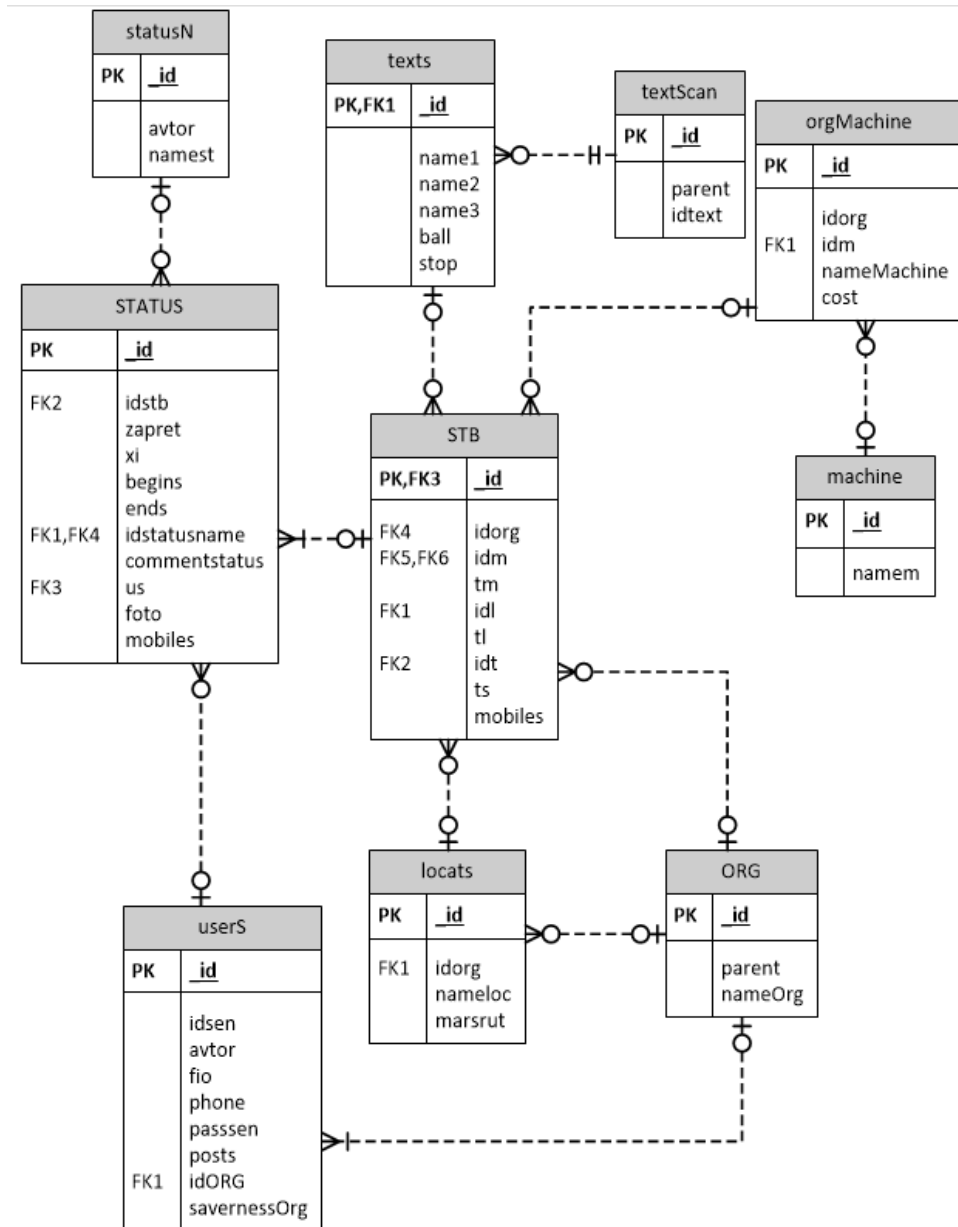 statusN
PK _id
avtor
namest
texts
PK,FK1 _id
name1
name2
name3
ball
stop
textScan
PK _id
parent
idtext
orgMachine
PK _id
idorg
FK1 idm
nameMachine
cost
STATUS
PK _id
FK2 idstb
zapret
xi
begins
ends
FK1,FK4 idstatusname
commentstatus
FK3 us
foto
mobiles
STB
PK,FK3 _id
FK4 idorg
FK5,FK6 idm
tm
FK1 idl
tl
FK2 idt
ts
mobiles
machine
PK _id
namem
locats
PK _id
FK1 idorg
nameloc
marsrut
ORG
PK _id
parent
nameOrg
userS
PK _id
idsen
avtor
fio
phone
passsen
posts
FK1 idORG
savernessOrg